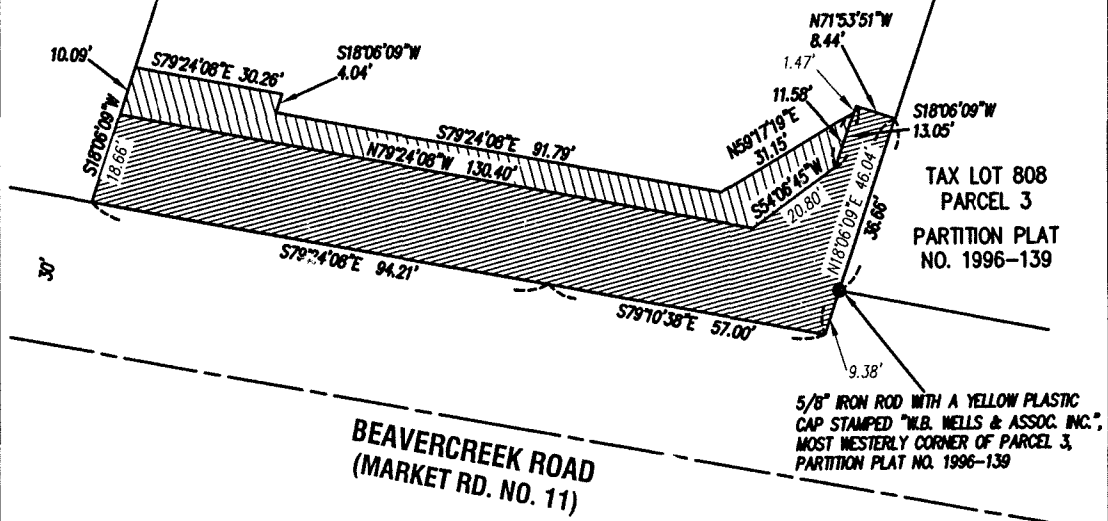 N71°53'51"W
8.44'
10.09'
S79°24'08"E 30.26'
S18°06'09"W
4.04'
1.47'
11.58'
S18°06'09"W
13.05'
N59°17'19"E
31.15'
S79°24'08"E 91.79'
N79°24'08"W 130.40'
S18°06'09"W
18.66'
S54°06'45"W
20.80'
N18°06'09"E 46.04'
36.66'
TAX LOT 808
PARCEL 3
PARTITION PLAT
NO. 1996-139
30'
S79°24'08"E 94.21'
S79°10'38"E 57.00'
9.38'
5/8" IRON ROD WITH A YELLOW PLASTIC
CAP STAMPED "W.B. WELLS & ASSOC. INC.",
MOST WESTERLY CORNER OF PARCEL 3,
PARTITION PLAT NO. 1996-139
BEAVERCREEK ROAD
(MARKET RD. NO. 11)